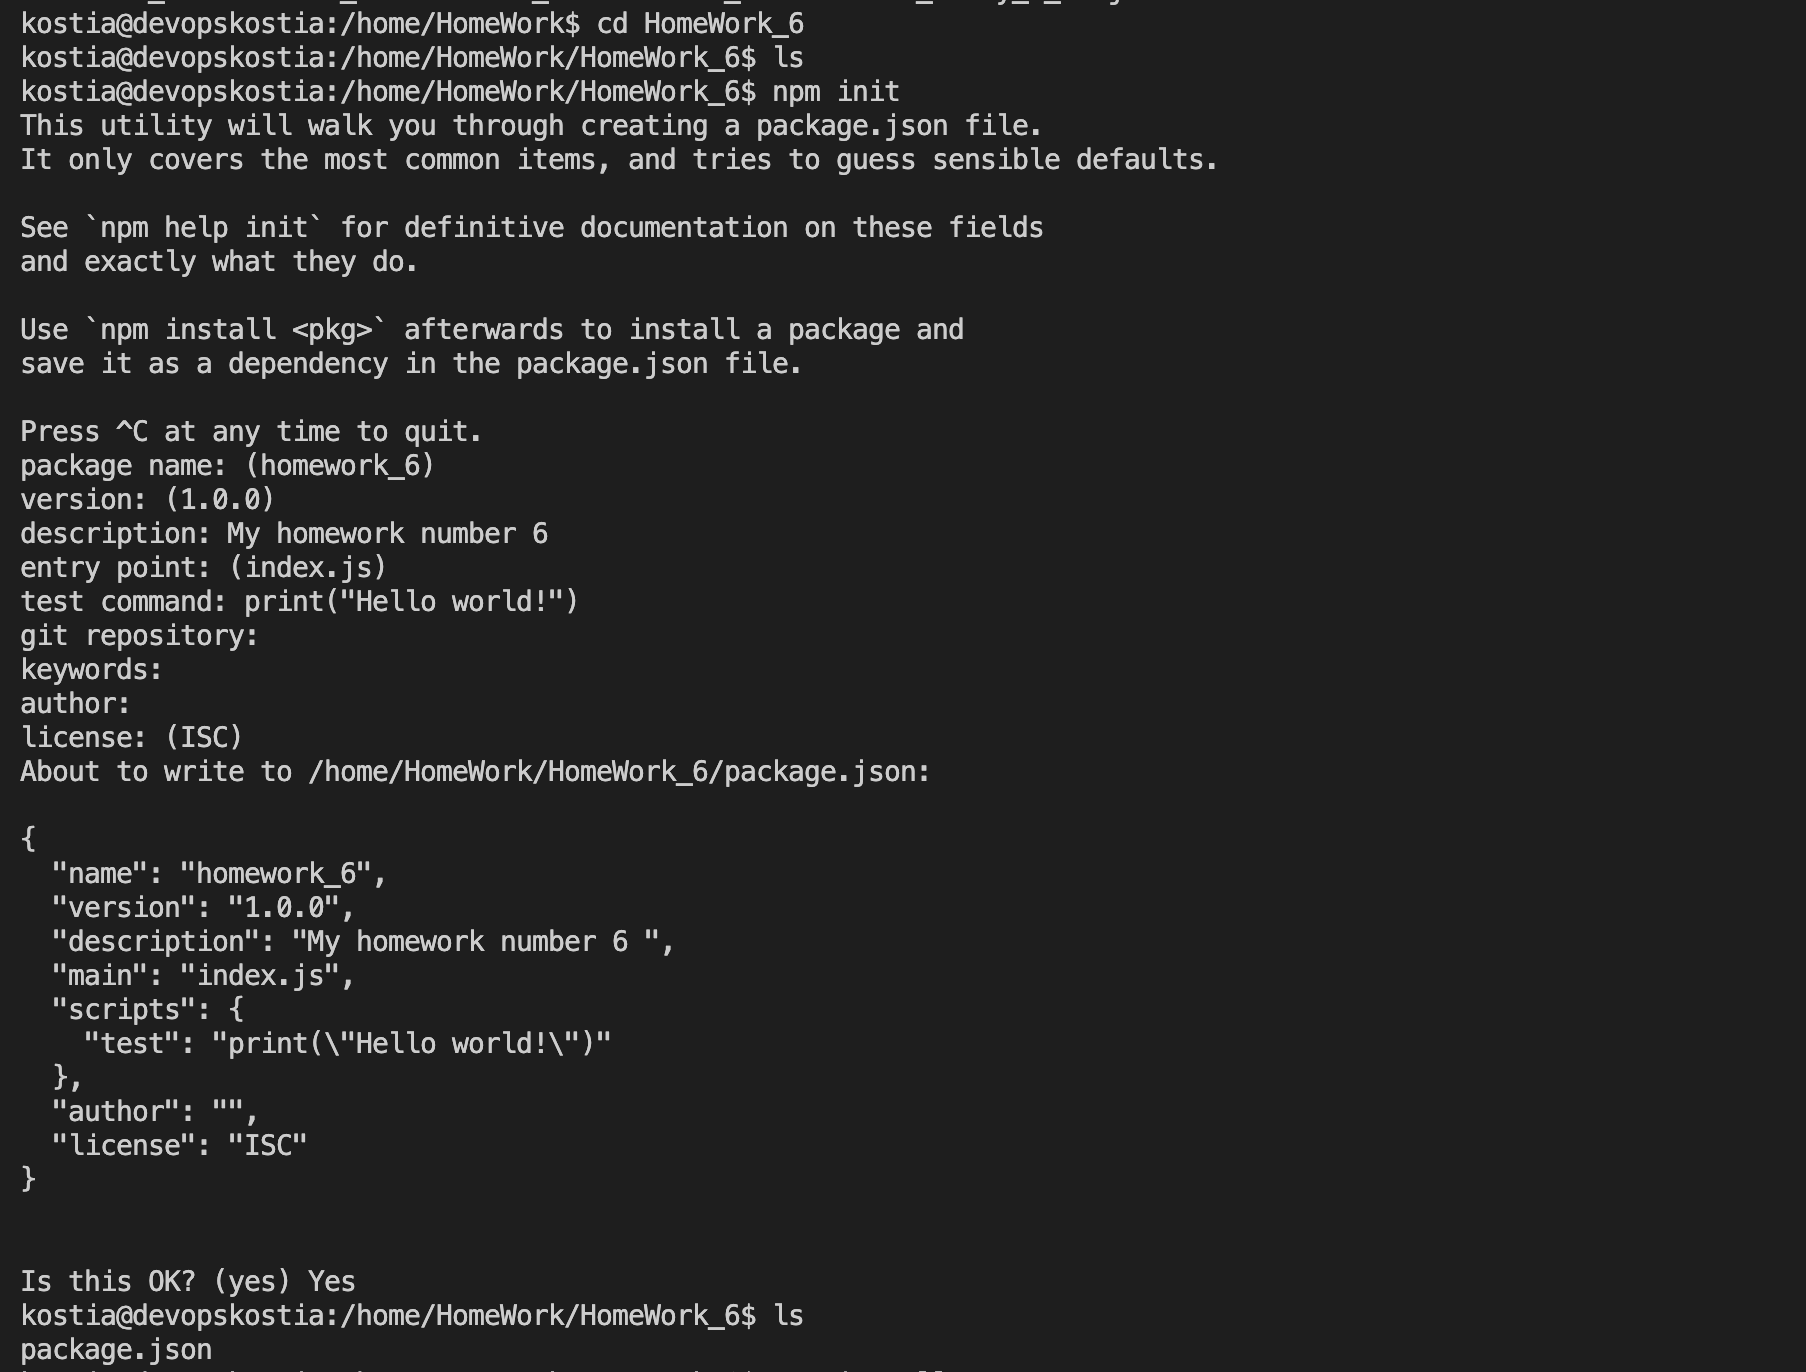 kostia@devopskostia:/home/HomeWork$ cd HomeWork_6
kostia@devopskostia:/home/HomeWork/HomeWork_6$ ls
kostia@devopskostia:/home/HomeWork/HomeWork_6$ npm init
This utility will walk you through creating a package.json file.
It only covers the most common items, and tries to guess sensible defaults.

See `npm help init` for definitive documentation on these fields
and exactly what they do.

Use `npm install <pkg>` afterwards to install a package and
save it as a dependency in the package.json file.

Press ^C at any time to quit.
package name: (homework_6)
version: (1.0.0)
description: My homework number 6
entry point: (index.js)
test command: print("Hello world!")
git repository:
keywords:
author:
license: (ISC)
About to write to /home/HomeWork/HomeWork_6/package.json:

{
  "name": "homework_6",
  "version": "1.0.0",
  "description": "My homework number 6 ",
  "main": "index.js",
  "scripts": {
    "test": "print(\"Hello world!\")"
  },
  "author": "",
  "license": "ISC"
}

Is this OK? (yes) Yes
kostia@devopskostia:/home/HomeWork/HomeWork_6$ ls
package.json